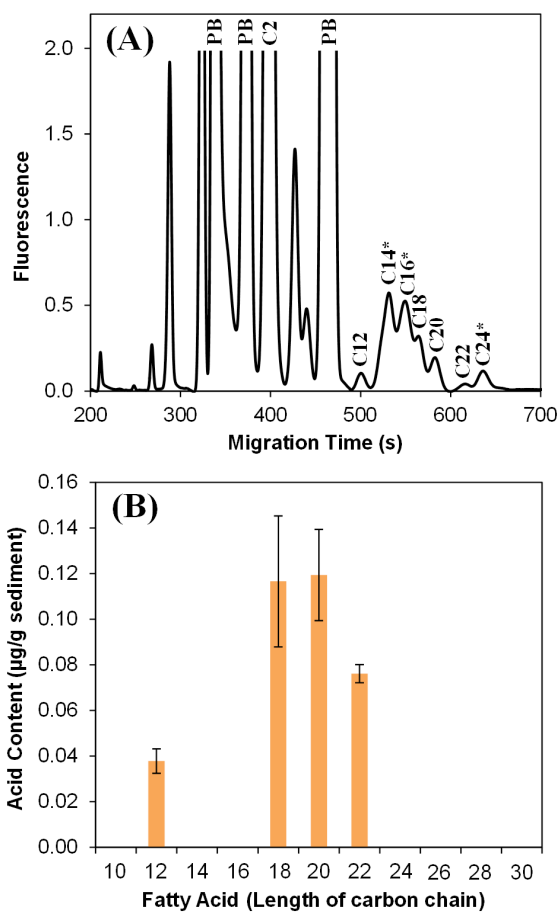 (A)
PB
PB
C2
PB
2.0
1.5
1.0
0.5
0.0
Fluorescence
C12
C14*
C16*
C18
C20
C22
C24*
200 300 400 500 600 700
Migration Time (s)
(B)
0.16
0.14
0.12
0.10
0.08
0.06
0.04
0.02
0.00
Acid Content (µg/g sediment)
10 12 14 16 18 20 22 24 26 28 30
Fatty Acid (Length of carbon chain)